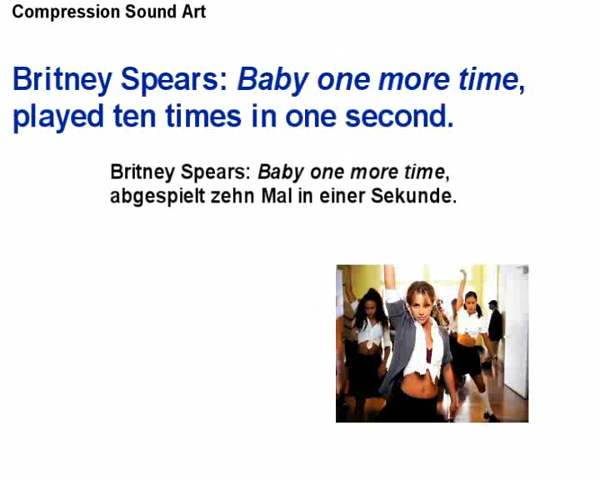 Compression Sound Art
Britney Spears: Baby one more time,
played ten times in one second.
Britney Spears: Baby one more time,
abgespielt zehn Mal in einer Sekunde.